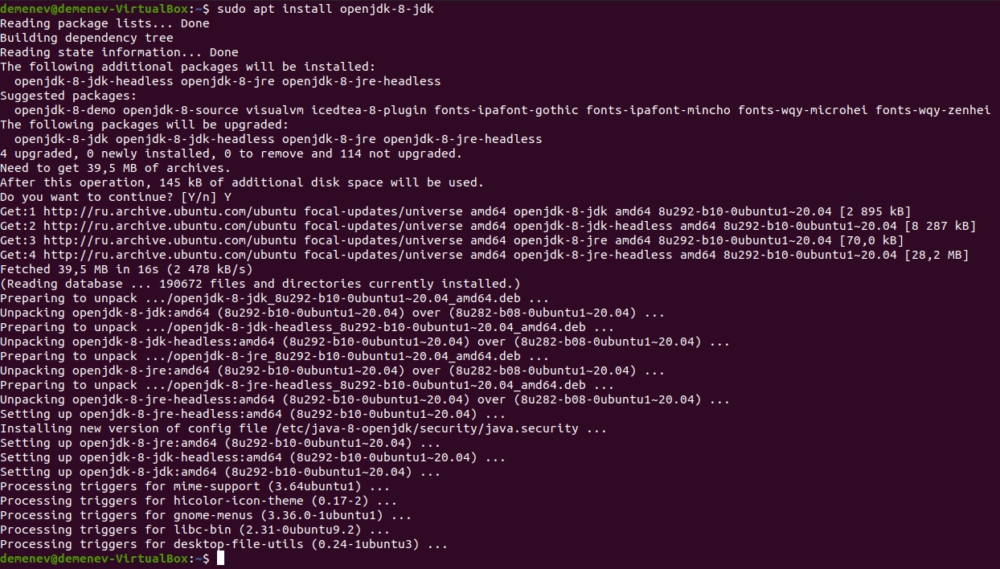 demenev@demenev-VirtualBox:~$ sudo apt install openjdk-8-jdk
Reading package lists... Done
Building dependency tree
Reading state information... Done
The following additional packages will be installed:
  openjdk-8-jdk-headless openjdk-8-jre openjdk-8-jre-headless
Suggested packages:
  openjdk-8-demo openjdk-8-source visualvm icedtea-8-plugin fonts-ipafont-gothic fonts-ipafont-mincho fonts-wqy-microhei fonts-wqy-zenhei
The following packages will be upgraded:
  openjdk-8-jdk openjdk-8-jdk-headless openjdk-8-jre openjdk-8-jre-headless
4 upgraded, 0 newly installed, 0 to remove and 114 not upgraded.
Need to get 39,5 MB of archives.
After this operation, 145 kB of additional disk space will be used.
Do you want to continue? [Y/n] Y
Get:1 http://ru.archive.ubuntu.com/ubuntu focal-updates/universe amd64 openjdk-8-jdk amd64 8u292-b10-0ubuntu1~20.04 [2 895 kB]
Get:2 http://ru.archive.ubuntu.com/ubuntu focal-updates/universe amd64 openjdk-8-jdk-headless amd64 8u292-b10-0ubuntu1~20.04 [8 287 kB]
Get:3 http://ru.archive.ubuntu.com/ubuntu focal-updates/universe amd64 openjdk-8-jre amd64 8u292-b10-0ubuntu1~20.04 [70,0 kB]
Get:4 http://ru.archive.ubuntu.com/ubuntu focal-updates/universe amd64 openjdk-8-jre-headless amd64 8u292-b10-0ubuntu1~20.04 [28,2 MB]
Fetched 39,5 MB in 16s (2 478 kB/s)
(Reading database ... 190672 files and directories currently installed.)
Preparing to unpack .../openjdk-8-jdk_8u292-b10-0ubuntu1~20.04_amd64.deb ...
Unpacking openjdk-8-jdk:amd64 (8u292-b10-0ubuntu1~20.04) over (8u282-b08-0ubuntu1~20.04) ...
Preparing to unpack .../openjdk-8-jdk-headless_8u292-b10-0ubuntu1~20.04_amd64.deb ...
Unpacking openjdk-8-jdk-headless:amd64 (8u292-b10-0ubuntu1~20.04) over (8u282-b08-0ubuntu1~20.04) ...
Preparing to unpack .../openjdk-8-jre_8u292-b10-0ubuntu1~20.04_amd64.deb ...
Unpacking openjdk-8-jre:amd64 (8u292-b10-0ubuntu1~20.04) over (8u282-b08-0ubuntu1~20.04) ...
Preparing to unpack .../openjdk-8-jre-headless_8u292-b10-0ubuntu1~20.04_amd64.deb ...
Unpacking openjdk-8-jre-headless:amd64 (8u292-b10-0ubuntu1~20.04) over (8u282-b08-0ubuntu1~20.04) ...
Setting up openjdk-8-jre-headless:amd64 (8u292-b10-0ubuntu1~20.04) ...
Installing new version of config file /etc/java-8-openjdk/security/java.security ...
Setting up openjdk-8-jre:amd64 (8u292-b10-0ubuntu1~20.04) ...
Setting up openjdk-8-jdk-headless:amd64 (8u292-b10-0ubuntu1~20.04) ...
Setting up openjdk-8-jdk:amd64 (8u292-b10-0ubuntu1~20.04) ...
Processing triggers for mime-support (3.64ubuntu1) ...
Processing triggers for hicolor-icon-theme (0.17-2) ...
Processing triggers for gnome-menus (3.36.0-1ubuntu1) ...
Processing triggers for libc-bin (2.31-0ubuntu9.2) ...
Processing triggers for desktop-file-utils (0.24-1ubuntu3) ...
demenev@demenev-VirtualBox:~$